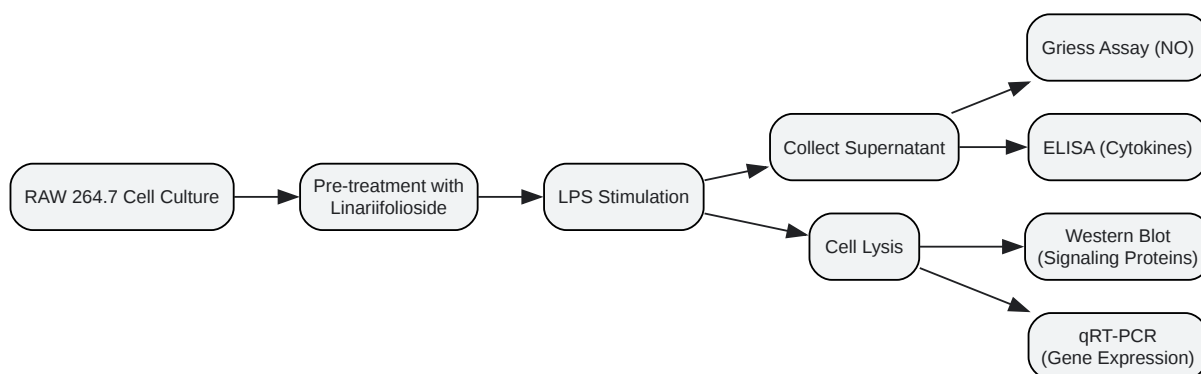 RAW 264.7 Cell Culture
Pre-treatment with
Linariifolioside
LPS Stimulation
Collect Supernatant
Cell Lysis
Griess Assay (NO)
ELISA (Cytokines)
Western Blot
(Signaling Proteins)
qRT-PCR
(Gene Expression)